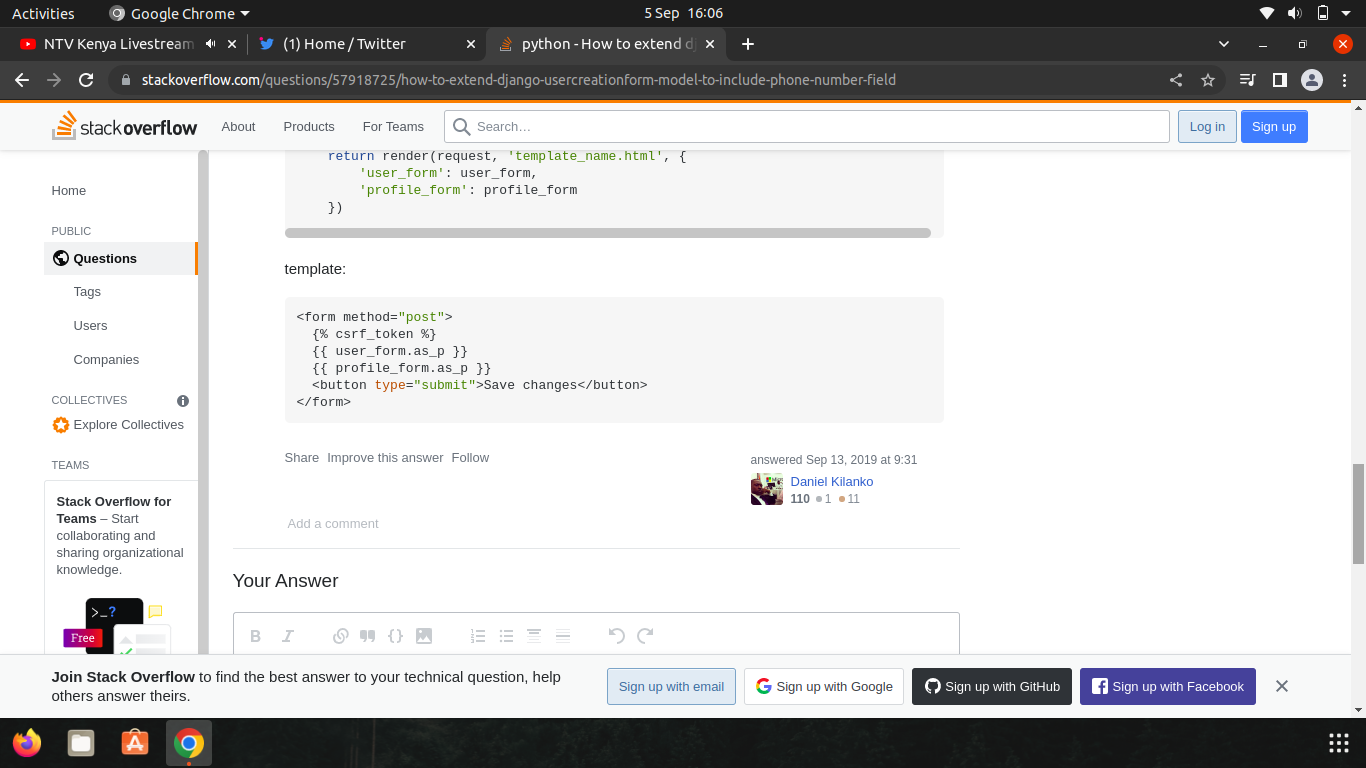 Activities
Google Chrome
5 Sep 16:06
NTV Kenya Livestream
(1) Home / Twitter
python - How to extend dj
stackoverflow.com/questions/57918725/how-to-extend-django-usercreationform-model-to-include-phone-number-field
stackoverflow
About
Products
For Teams
Search…
Log in
Sign up
Home
PUBLIC
Questions
Tags
Users
Companies
COLLECTIVES
Explore Collectives
TEAMS
Stack Overflow for
Teams – Start
collaborating and
sharing organizational
knowledge.
>_?
Free
return render(request, 'template_name.html', {
'user_form': user_form,
'profile_form': profile_form
})
template:
<form method="post">
{% csrf_token %}
{{ user_form.as_p }}
{{ profile_form.as_p }}
<button type="submit">Save changes</button>
</form>
Share Improve this answer Follow
answered Sep 13, 2019 at 9:31
Daniel Kilanko
110 1 11
Add a comment
Your Answer
B I
Join Stack Overflow to find the best answer to your technical question, help
others answer theirs.
Sign up with email
Sign up with Google
Sign up with GitHub
Sign up with Facebook